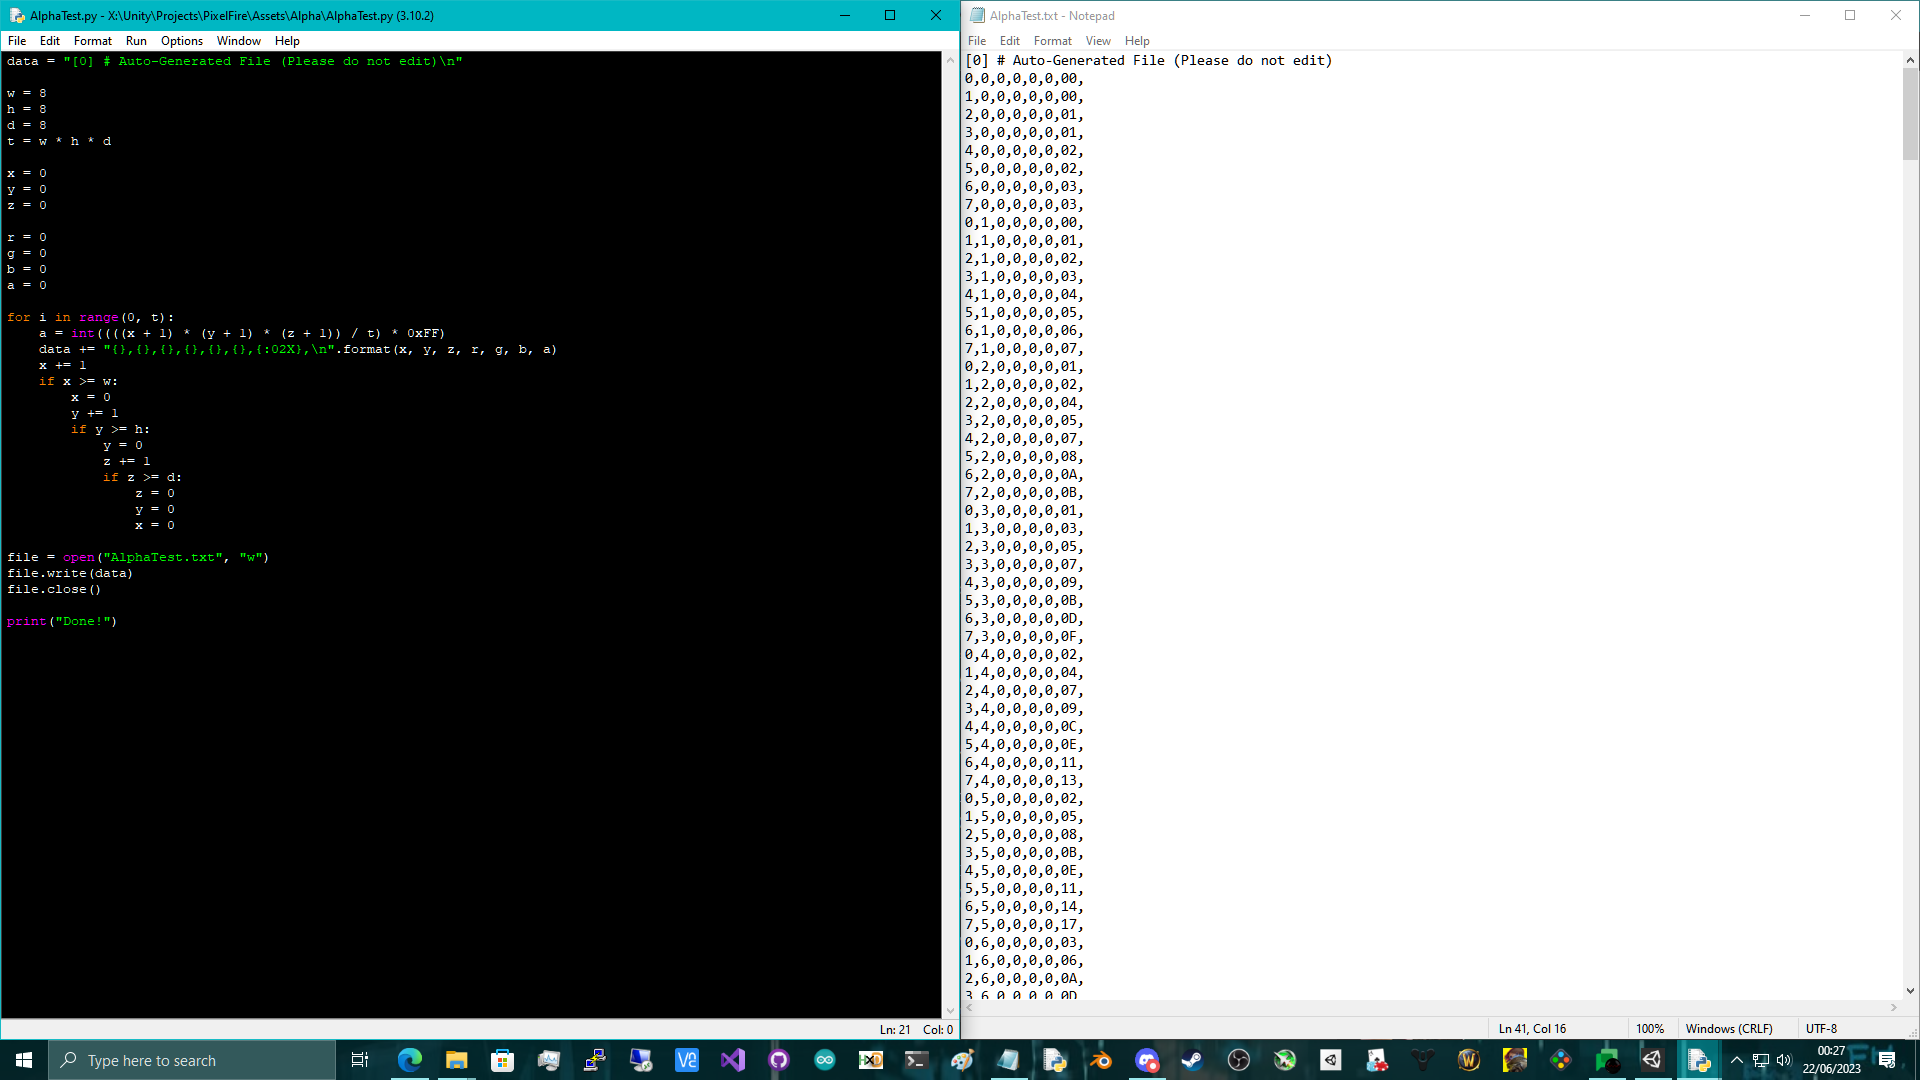 AlphaTest.py - X:\Unity\Projects\PixelFire\Assets\Alpha\AlphaTest.py (3.10.2)
File Edit Format Run Options Window Help
data = "[0] # Auto-Generated File (Please do not edit)\n"
w = 8
h = 8
d = 8
t = w * h * d
x = 0
y = 0
z = 0
r = 0
g = 0
b = 0
a = 0
for i in range(0, t):
    a = int((((x + 1) * (y + 1) * (z + 1)) / t) * 0xFF)
    data += "{},{},{},{},{},{},{:02X},\n".format(x, y, z, r, g, b, a)
    x += 1
    if x >= w:
        x = 0
        y += 1
        if y >= h:
            y = 0
            z += 1
            if z >= d:
                z = 0
                y = 0
                x = 0
file = open("AlphaTest.txt", "w")
file.write(data)
file.close()
print("Done!")
Ln: 21 Col: 0
AlphaTest.txt - Notepad
File Edit Format View Help
[0] # Auto-Generated File (Please do not edit)
0,0,0,0,0,0,00,
1,0,0,0,0,0,00,
2,0,0,0,0,0,01,
3,0,0,0,0,0,01,
4,0,0,0,0,0,02,
5,0,0,0,0,0,02,
6,0,0,0,0,0,03,
7,0,0,0,0,0,03,
0,1,0,0,0,0,00,
1,1,0,0,0,0,01,
2,1,0,0,0,0,02,
3,1,0,0,0,0,03,
4,1,0,0,0,0,04,
5,1,0,0,0,0,05,
6,1,0,0,0,0,06,
7,1,0,0,0,0,07,
0,2,0,0,0,0,01,
1,2,0,0,0,0,02,
2,2,0,0,0,0,04,
3,2,0,0,0,0,05,
4,2,0,0,0,0,07,
5,2,0,0,0,0,08,
6,2,0,0,0,0,0A,
7,2,0,0,0,0,0B,
0,3,0,0,0,0,01,
1,3,0,0,0,0,03,
2,3,0,0,0,0,05,
3,3,0,0,0,0,07,
4,3,0,0,0,0,09,
5,3,0,0,0,0,0B,
6,3,0,0,0,0,0D,
7,3,0,0,0,0,0F,
0,4,0,0,0,0,02,
1,4,0,0,0,0,04,
2,4,0,0,0,0,07,
3,4,0,0,0,0,09,
4,4,0,0,0,0,0C,
5,4,0,0,0,0,0E,
6,4,0,0,0,0,11,
7,4,0,0,0,0,13,
0,5,0,0,0,0,02,
1,5,0,0,0,0,05,
2,5,0,0,0,0,08,
3,5,0,0,0,0,0B,
4,5,0,0,0,0,0E,
5,5,0,0,0,0,11,
6,5,0,0,0,0,14,
7,5,0,0,0,0,17,
0,6,0,0,0,0,03,
1,6,0,0,0,0,06,
2,6,0,0,0,0,0A,
3,6,0,0,0,0,0D,
Ln 41, Col 16 100% Windows (CRLF) UTF-8
Type here to search
00:27
22/06/2023